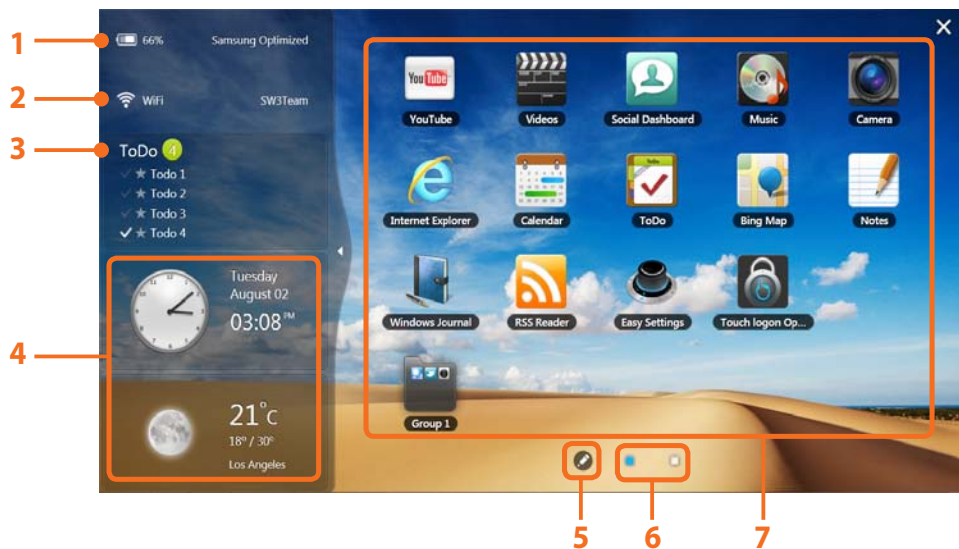 1
66% Samsung Optimized
2
WiFi SW3Team
3
ToDo 4
Todo 1
Todo 2
Todo 3
Todo 4
4
Tuesday
August 02
03:08 PM
21°C
18° / 30°
Los Angeles
You Tube
YouTube Videos Social Dashboard Music Camera
ToDo
Internet Explorer Calendar ToDo Bing Map Notes
Windows Journal RSS Reader Easy Settings Touch logon Op...
Group 1
5 6 7